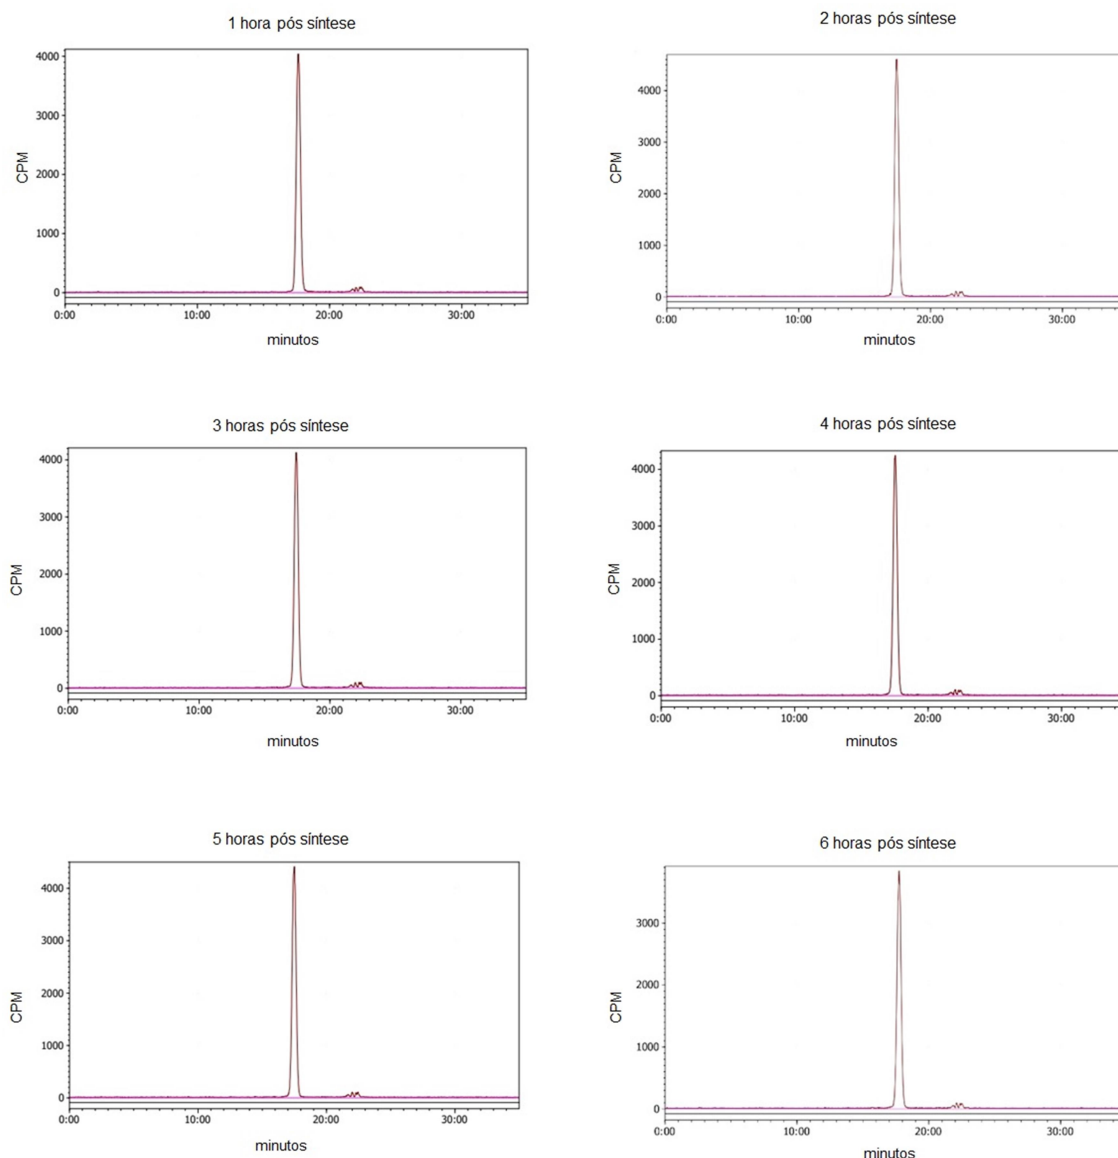 1 hora pós síntese
4000
3000
2000
1000
0
CPM
0:00 10:00 20:00 30:00
minutos
2 horas pós síntese
4000
3000
2000
1000
0
CPM
0:00 10:00 20:00 30:00
minutos
3 horas pós síntese
4000
3000
2000
1000
0
CPM
0:00 10:00 20:00 30:00
minutos
4 horas pós síntese
4000
3000
2000
1000
0
CPM
0:00 10:00 20:00 30:00
minutos
5 horas pós síntese
4000
3000
2000
1000
0
CPM
0:00 10:00 20:00 30:00
minutos
6 horas pós síntese
3000
2000
1000
0
CPM
0:00 10:00 20:00 30:00
minutos